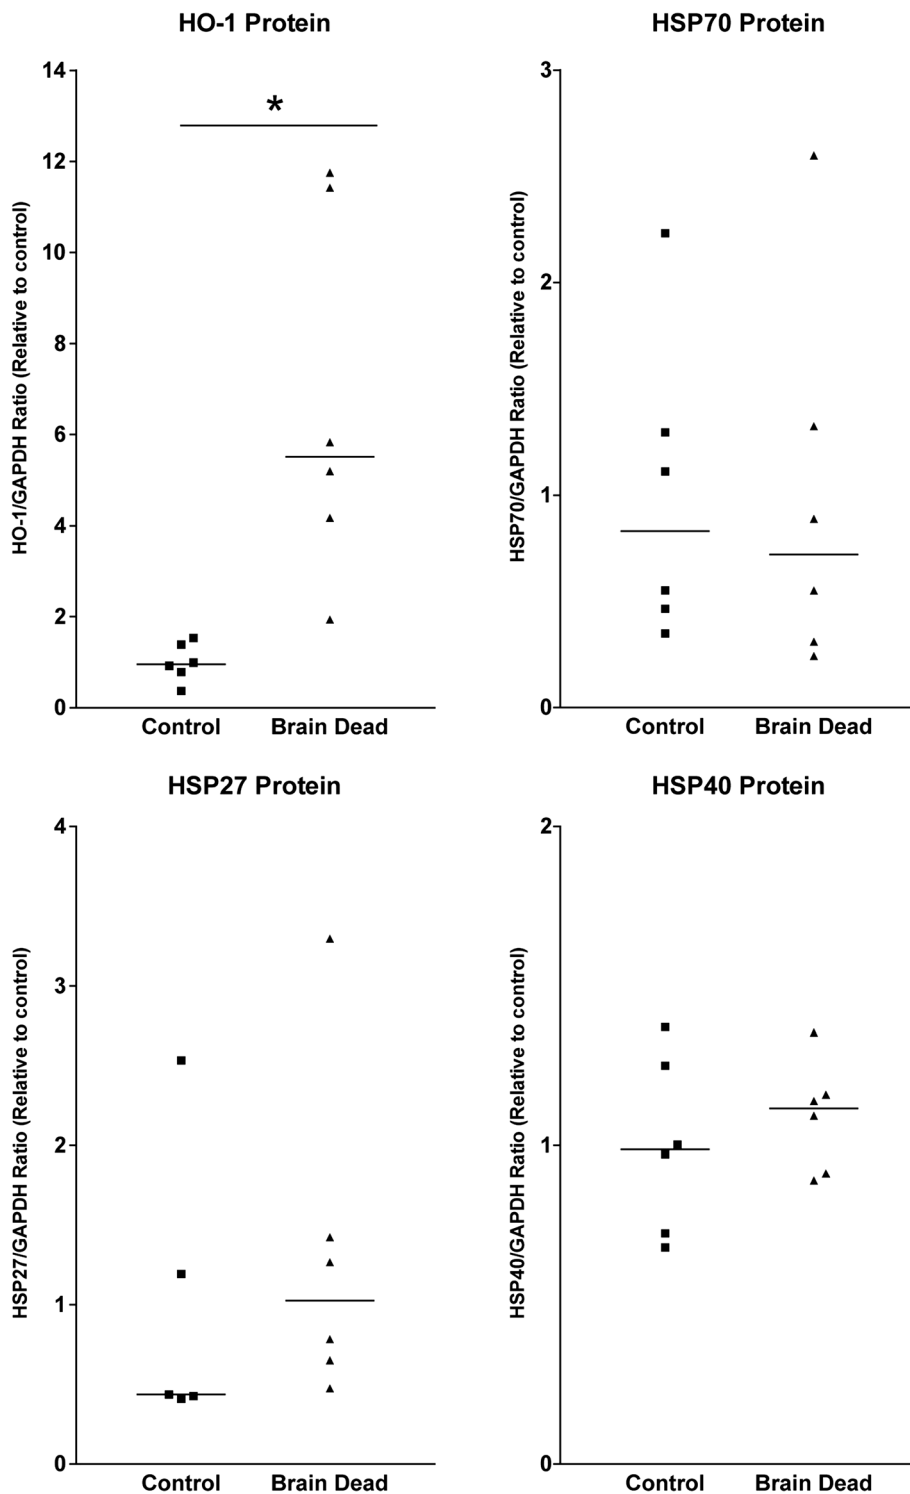 HO-1 Protein
HO-1/GAPDH Ratio (Relative to control)
14
12
10
8
6
4
2
0
*
Control
Brain Dead
HSP70 Protein
HSP70/GAPDH Ratio (Relative to control)
3
2
1
0
Control
Brain Dead
HSP27 Protein
HSP27/GAPDH Ratio (Relative to control)
4
3
2
1
0
Control
Brain Dead
HSP40 Protein
HSP40/GAPDH Ratio (Relative to control)
2
1
0
Control
Brain Dead